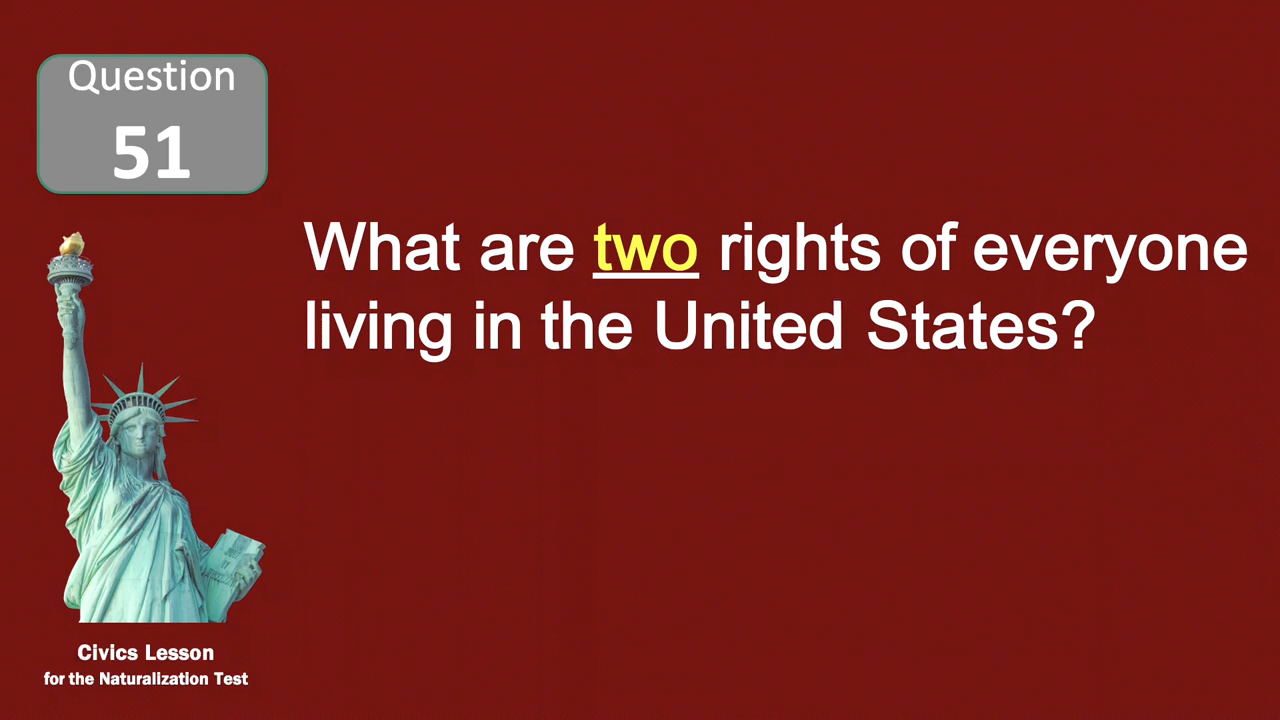 Question
51
What are two rights of everyone
living in the United States?
Civics Lesson
for the Naturalization Test